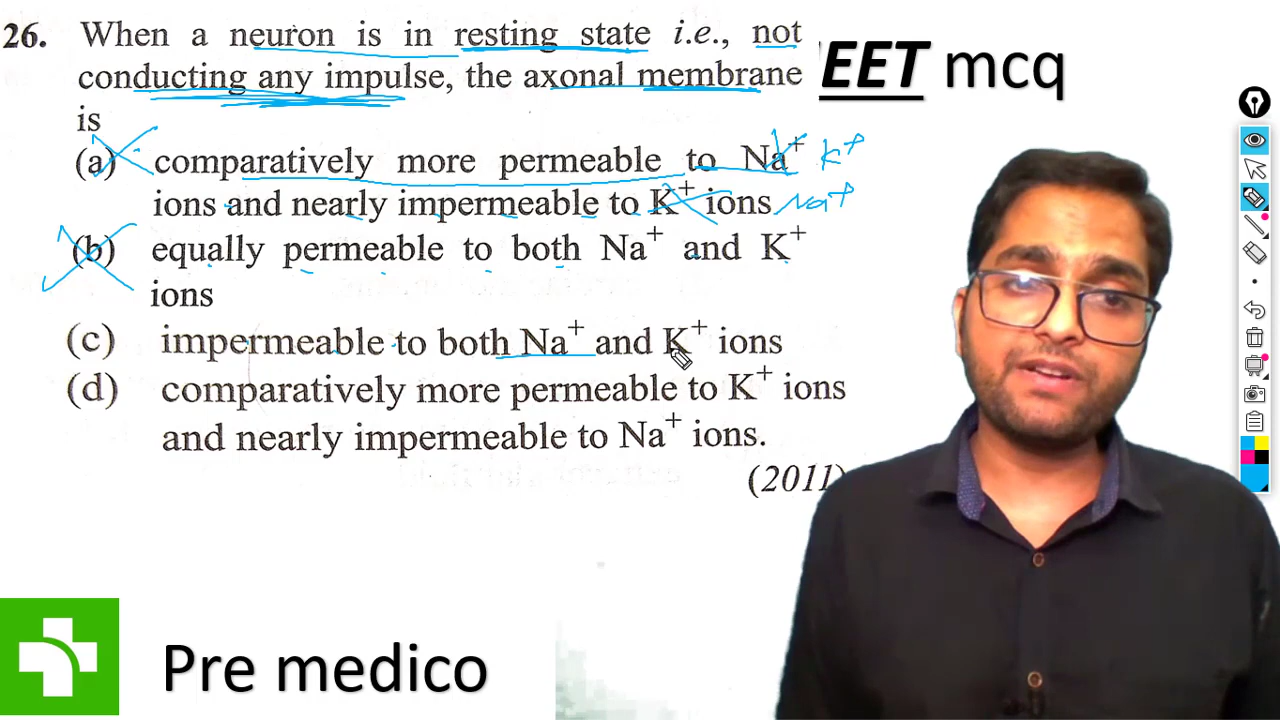 26. When a neuron is in resting state i.e., not
conducting any impulse, the axonal membrane
is
(a) comparatively more permeable to Na+ K+
ions and nearly impermeable to K+ ions Na+
(b) equally permeable to both Na+ and K+
ions
(c) impermeable to both Na+ and K+ ions
(d) comparatively more permeable to K+ ions
and nearly impermeable to Na+ ions.
(2011)
EET mcq
Pre medico